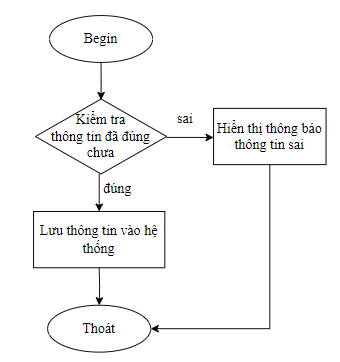 Begin
Kiểm tra
thông tin đã đúng
chưa
sai
Hiển thị thông báo
thông tin sai
đúng
Lưu thông tin vào hệ
thống
Thoát